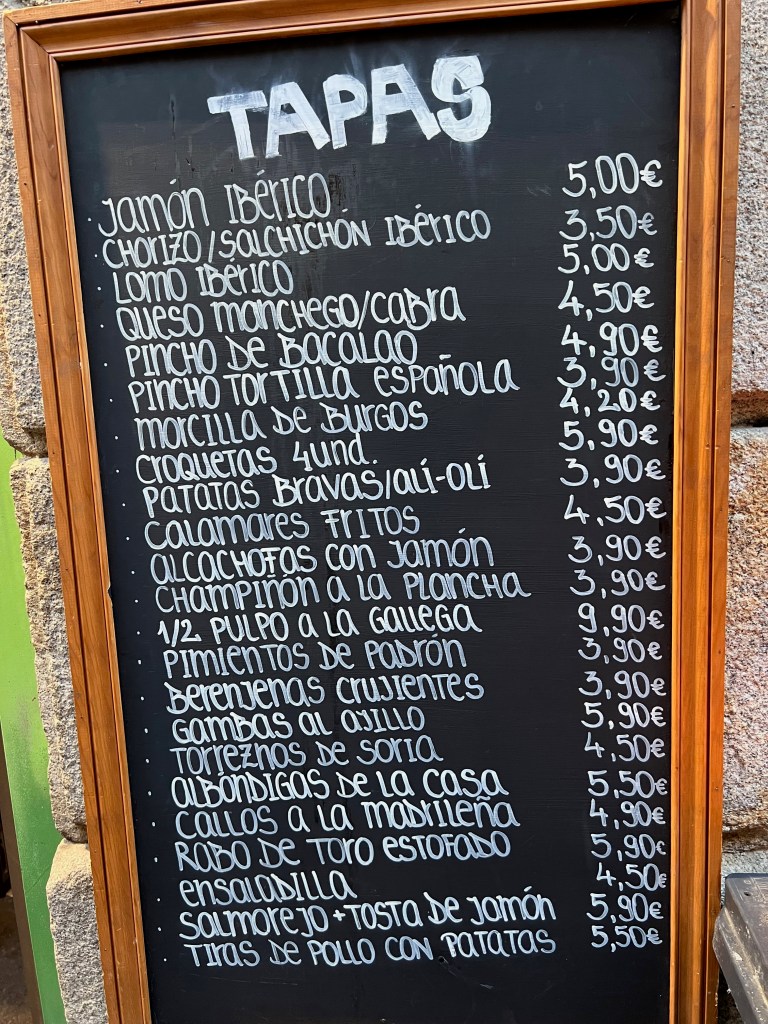 TAPAS
· Jamón Ibérico 5,00€
· Chorizo/Salchichón Ibérico 3,50€
· Lomo Ibérico 5,00€
· Queso Manchego/Cabra 4,50€
· Pincho de Bacalao 4,90€
· Pincho Tortilla Española 3,90€
· Morcilla de Burgos 4,20€
· Croquetas 4und. 5,90€
· Patatas Bravas/alí-olí 3,90€
· Calamares Fritos 4,50€
· Alcachofas con Jamón 3,90€
· Champiñón a la Plancha 3,90€
· 1/2 Pulpo a la Gallega 9,90€
· Pimientos de Padrón 3,90€
· Berenjenas Crujientes 3,90€
· Gambas al Ajillo 5,90€
· Torreznos de Soria 4,50€
· Albóndigas de la Casa 5,50€
· Callos a la Madrileña 4,90€
· Rabo de Toro Estofado 5,90€
· Ensaladilla 4,50€
· Salmorejo + Tosta de Jamón 5,90€
· Tiras de Pollo con Patatas 5,50€